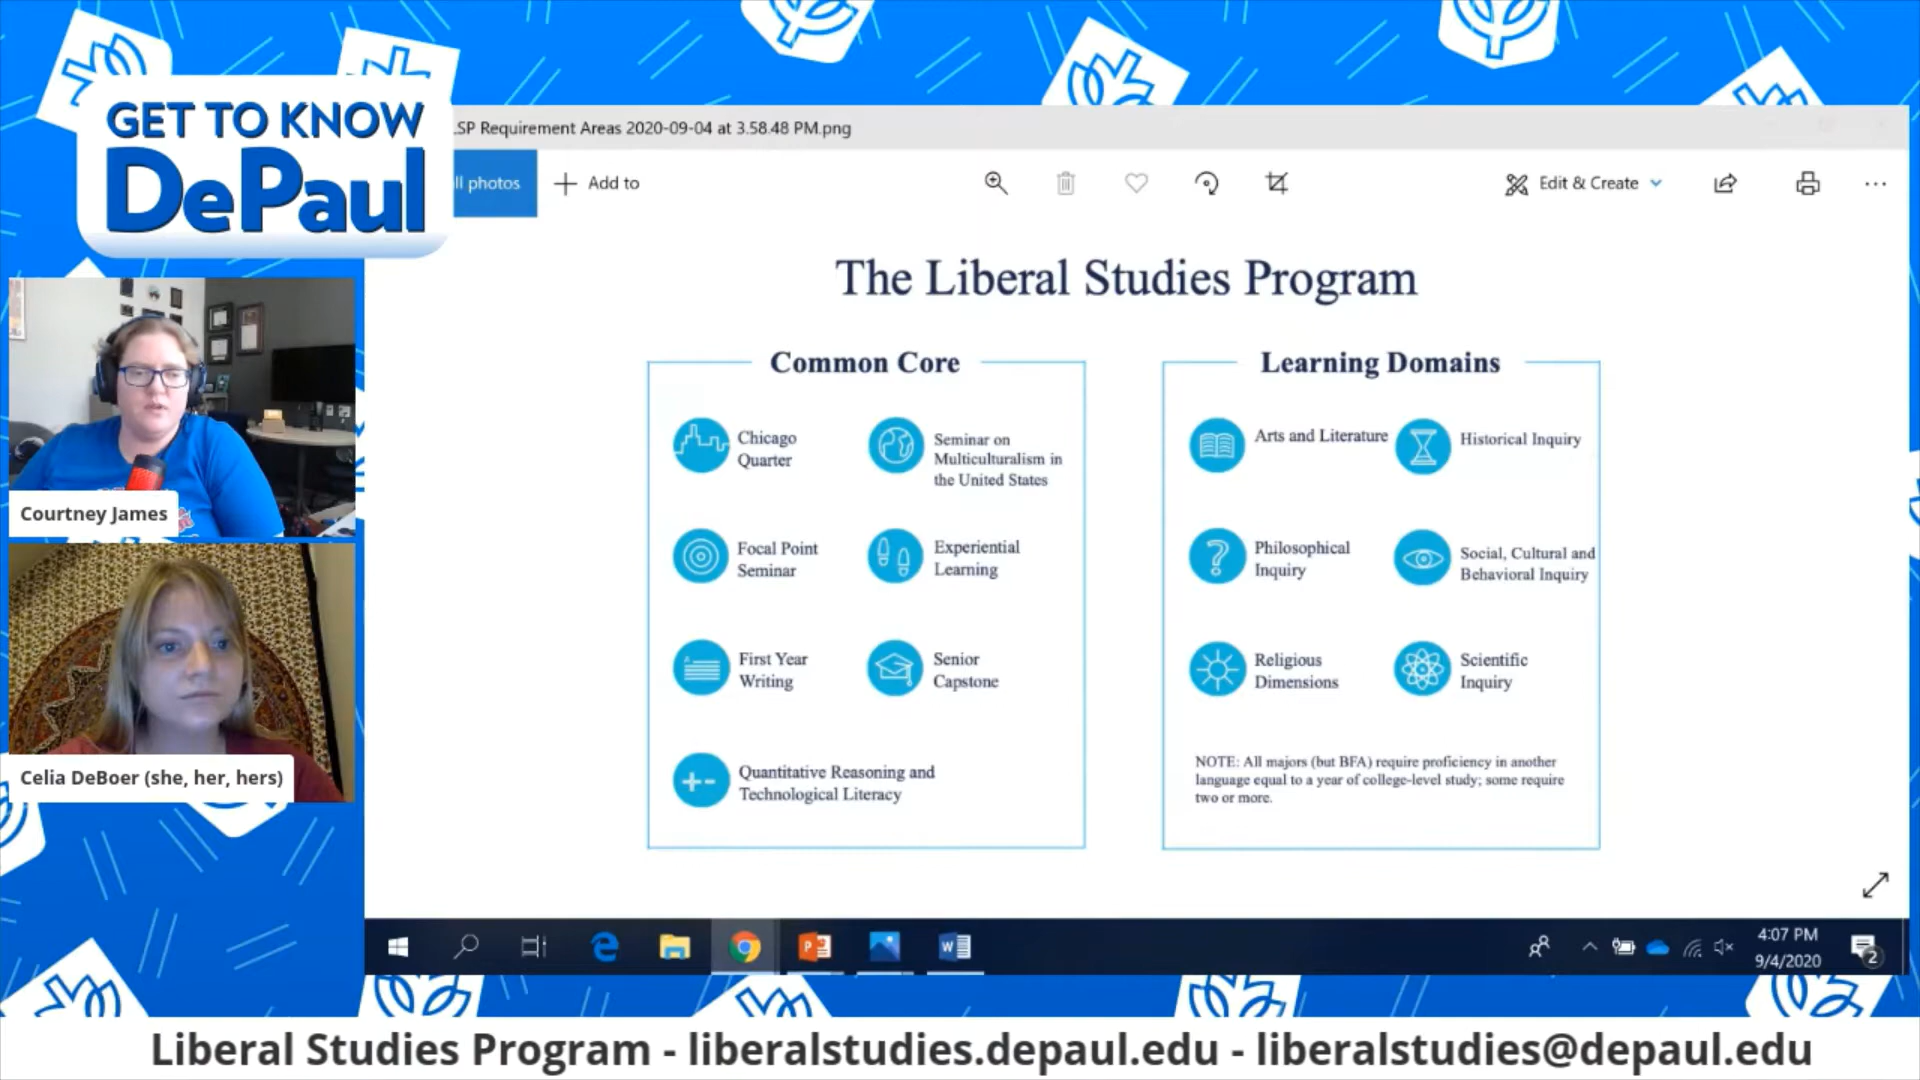 GET TO KNOW
DePaul
.SP Requirement Areas 2020-09-04 at 3.58.48 PM.png
ll photos
Add to
Edit & Create
The Liberal Studies Program
Common Core
Chicago
Quarter
Seminar on
Multiculturalism in
the United States
Focal Point
Seminar
Experiential
Learning
First Year
Writing
Senior
Capstone
Quantitative Reasoning and
Technological Literacy
Learning Domains
Arts and Literature
Historical Inquiry
Philosophical
Inquiry
Social, Cultural and
Behavioral Inquiry
Religious
Dimensions
Scientific
Inquiry
NOTE: All majors (but BFA) require proficiency in another
language equal to a year of college-level study; some require
two or more.
Courtney James
Celia DeBoer (she, her, hers)
4:07 PM
9/4/2020
2
Liberal Studies Program - liberalstudies.depaul.edu - liberalstudies@depaul.edu